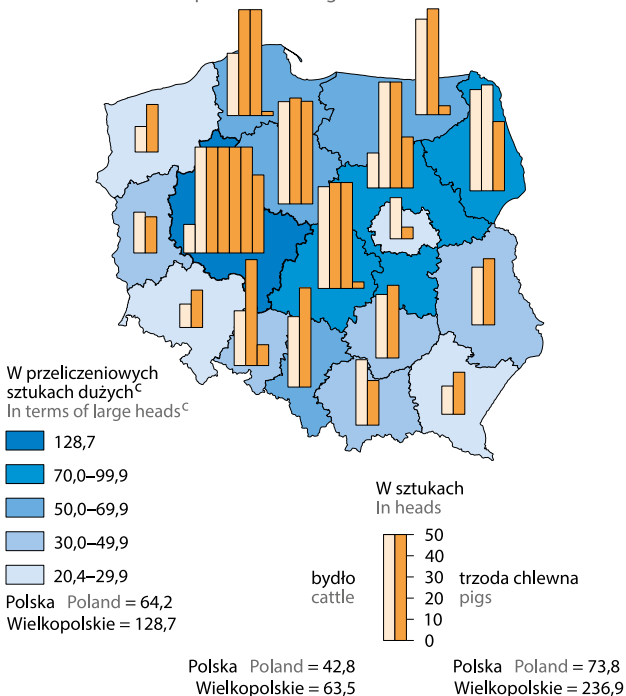 W przeliczeniowych
sztukach dużychᶜ
In terms of large headsᶜ
128,7
70,0–99,9
50,0–69,9
30,0–49,9
20,4–29,9
Polska Poland = 64,2
Wielkopolskie = 128,7
W sztukach
In heads
bydło
cattle
50
40
30
20
10
0
trzoda chlewna
pigs
Polska Poland = 42,8
Wielkopolskie = 63,5
Polska Poland = 73,8
Wielkopolskie = 236,9